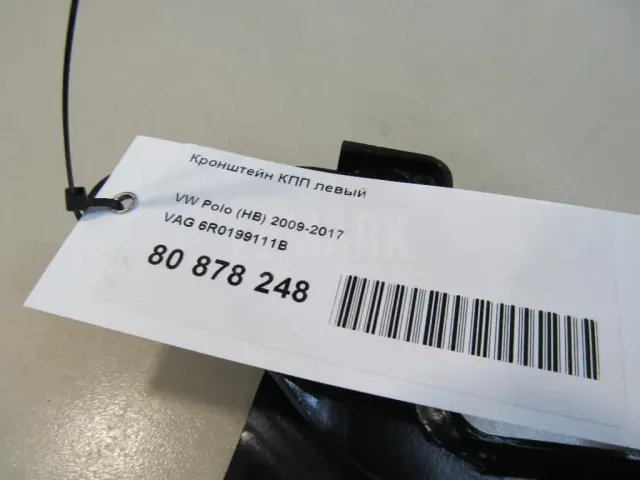 Кронштейн КПП левый
VW Polo (HB) 2009-2017
VAG 6R0199111B
80 878 248